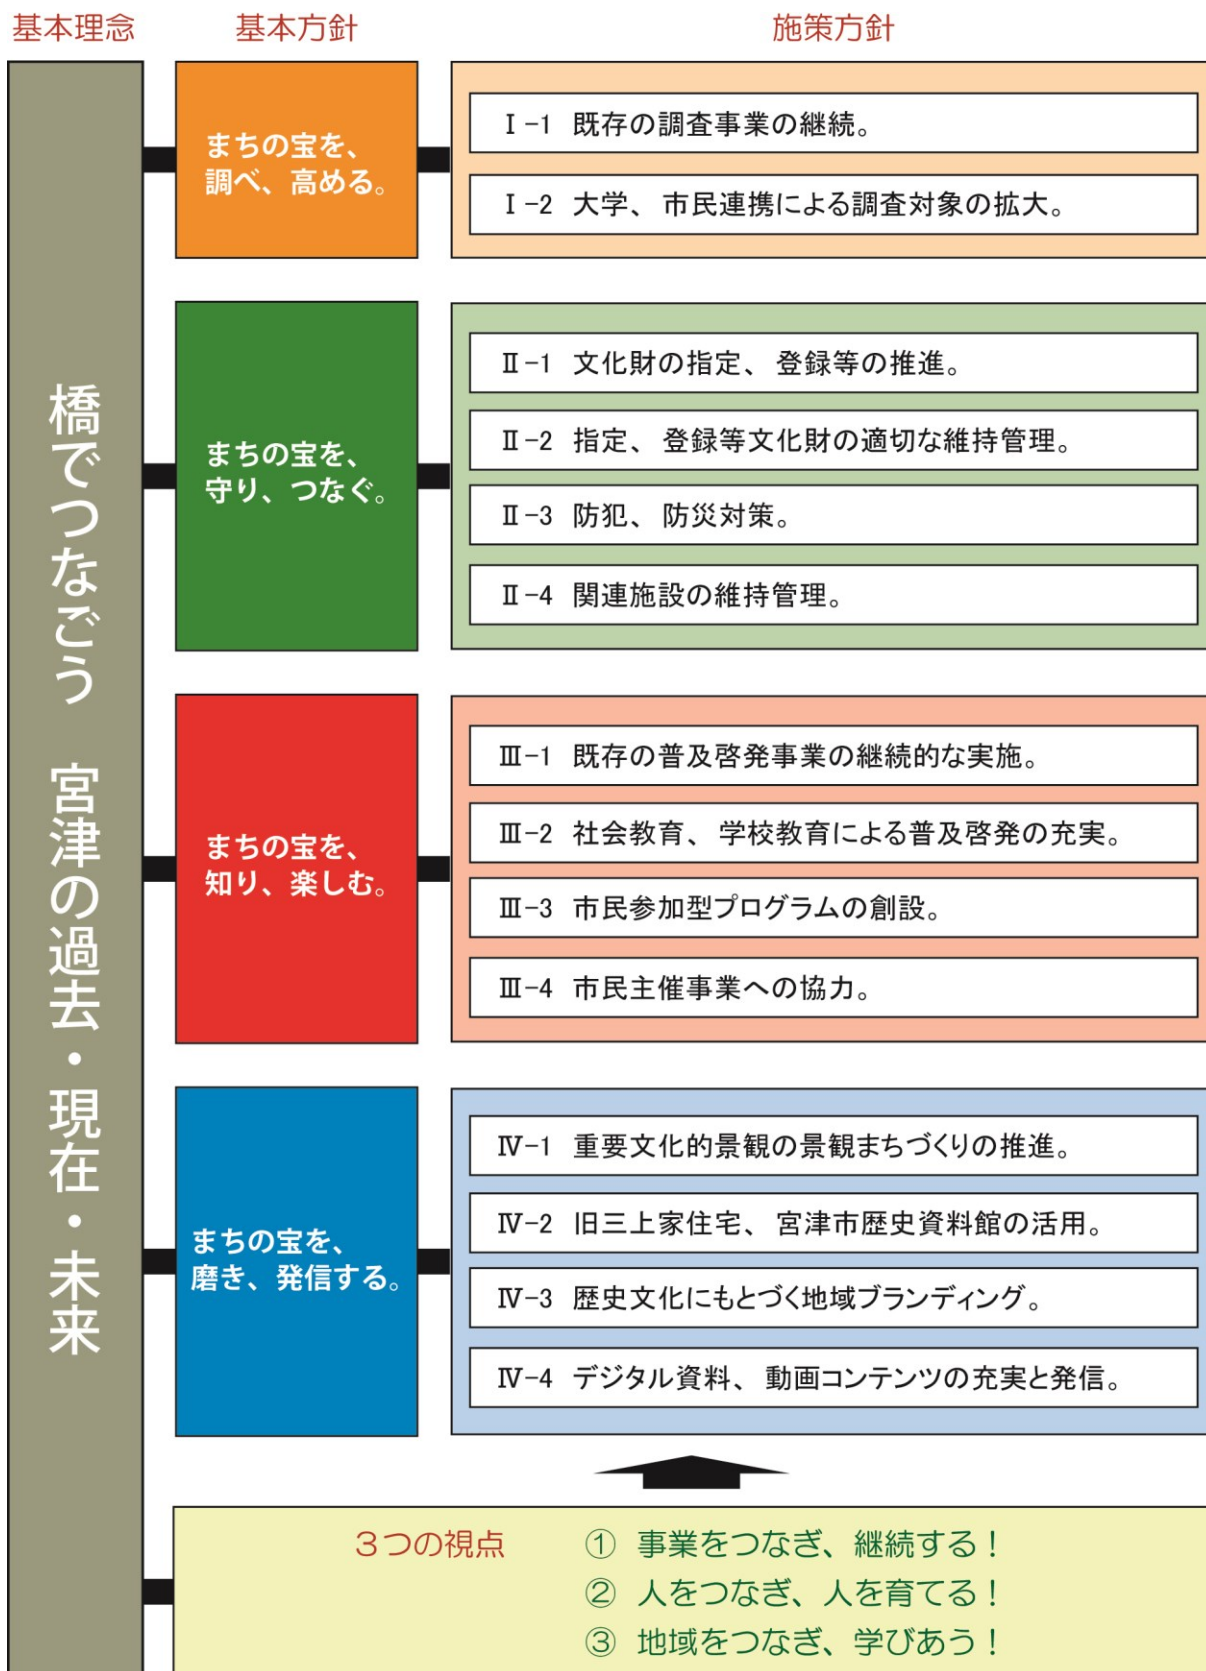 基本理念
基本方針
施策方針
橋でつなごう　宮津の過去・現在・未来
まちの宝を、
調べ、高める。
Ⅰ-1 既存の調査事業の継続。
Ⅰ-2 大学、市民連携による調査対象の拡大。
まちの宝を、
守り、つなぐ。
Ⅱ-1 文化財の指定、登録等の推進。
Ⅱ-2 指定、登録等文化財の適切な維持管理。
Ⅱ-3 防犯、防災対策。
Ⅱ-4 関連施設の維持管理。
まちの宝を、
知り、楽しむ。
Ⅲ-1 既存の普及啓発事業の継続的な実施。
Ⅲ-2 社会教育、学校教育による普及啓発の充実。
Ⅲ-3 市民参加型プログラムの創設。
Ⅲ-4 市民主催事業への協力。
まちの宝を、
磨き、発信する。
Ⅳ-1 重要文化的景観の景観まちづくりの推進。
Ⅳ-2 旧三上家住宅、宮津市歴史資料館の活用。
Ⅳ-3 歴史文化にもとづく地域ブランディング。
Ⅳ-4 デジタル資料、動画コンテンツの充実と発信。
３つの視点
① 事業をつなぎ、継続する！
② 人をつなぎ、人を育てる！
③ 地域をつなぎ、学びあう！